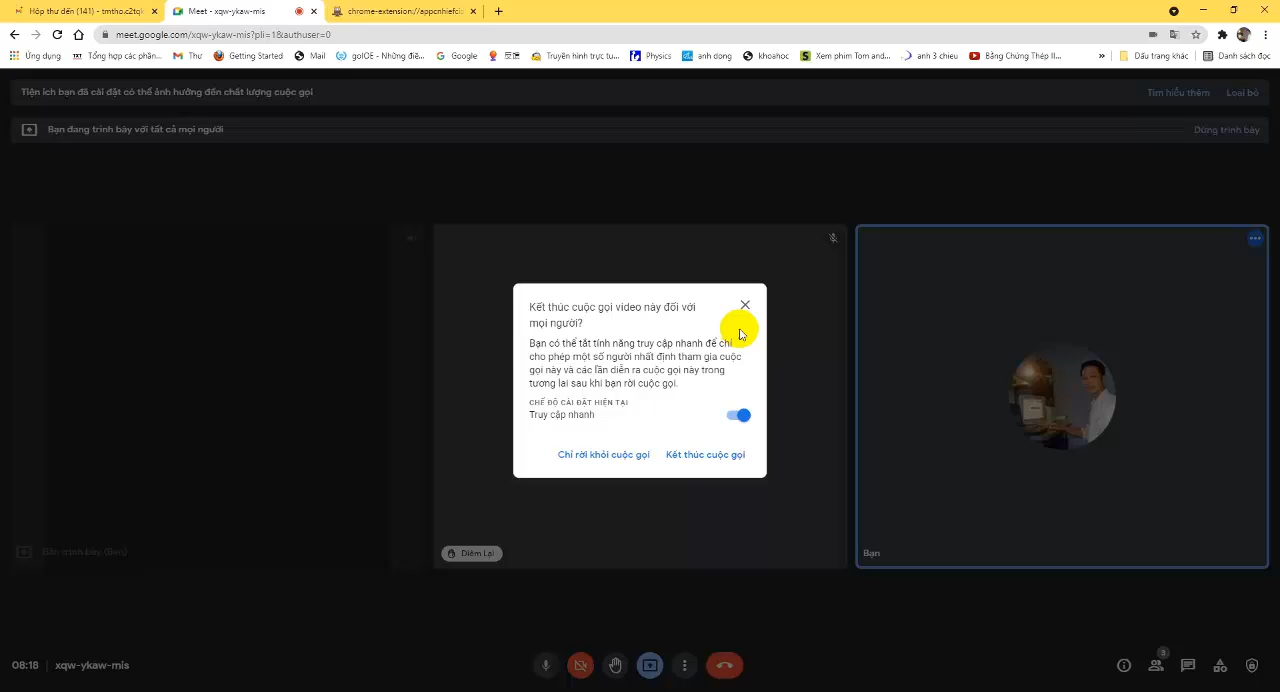 Hộp thư đến (141) - tmtho.c2tqk
Meet - xqw-ykaw-mis
chrome-extension://appcnhiefcid
meet.google.com/xqw-ykaw-mis?pli=1&authuser=0
Ứng dụng
Tổng hợp các phần...
Thư
Getting Started
Mail
goIOE - Những điề...
Google
Truyền hình trực tu...
Physics
anh dong
khoahoc
Xem phim Tom and...
anh 3 chieu
Bằng Chứng Thép II...
»
Dấu trang khác
Danh sách đọc
Tiện ích bạn đã cài đặt có thể ảnh hưởng đến chất lượng cuộc gọi
Tìm hiểu thêm
Loại bỏ
Bạn đang trình bày với tất cả mọi người
Dừng trình bày
Kết thúc cuộc gọi video này đối với
mọi người?
Bạn có thể tắt tính năng truy cập nhanh để chỉ
cho phép một số người nhất định tham gia cuộc
gọi này và các lần diễn ra cuộc gọi này trong
tương lai sau khi bạn rời cuộc gọi.
CHẾ ĐỘ CÀI ĐẶT HIỆN TẠI
Truy cập nhanh
Chỉ rời khỏi cuộc gọi
Kết thúc cuộc gọi
Bản trình bày (Bạn)
Diễm Lại
Bạn
08:18 | xqw-ykaw-mis
3